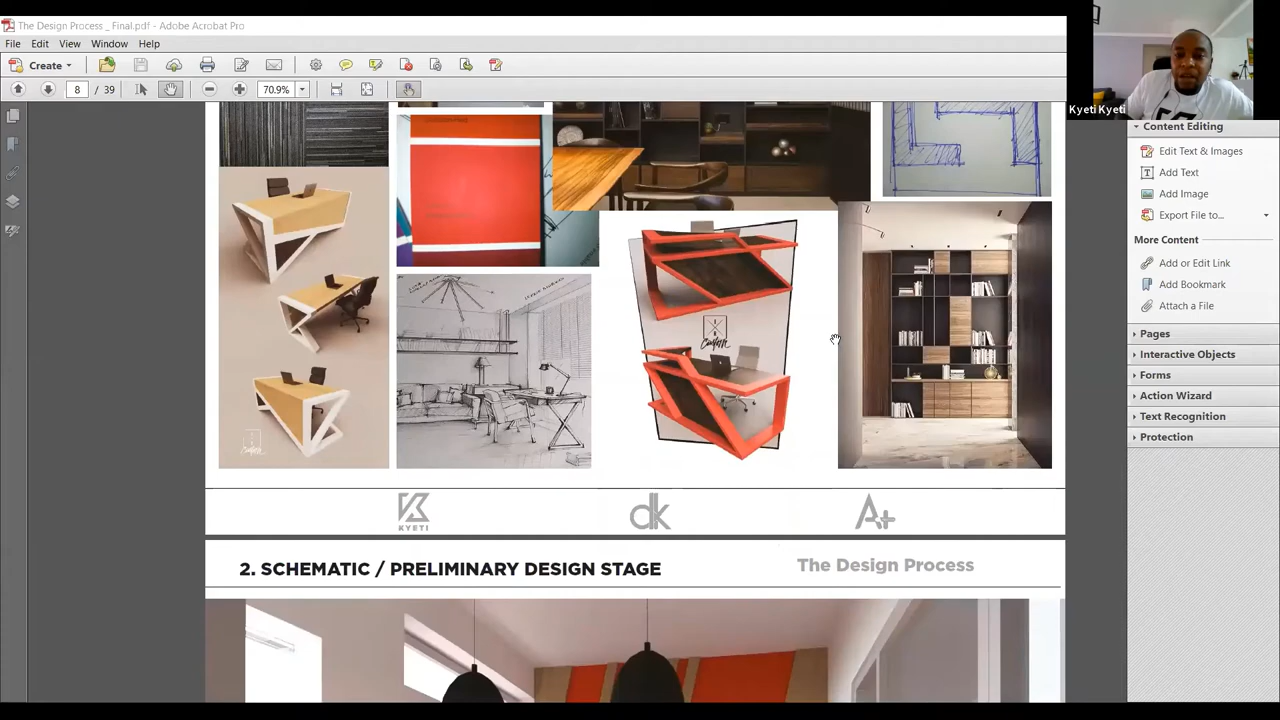 The Design Process _ Final.pdf - Adobe Acrobat Pro
File Edit View Window Help
Create
8 / 39 70.9%
Kyeti Kyeti
Content Editing
Edit Text & Images
Add Text
Add Image
Export File to...
More Content
Add or Edit Link
Add Bookmark
Attach a File
Pages
Interactive Objects
Forms
Action Wizard
Text Recognition
Protection
Custom
KYETI
dk
A+
2. SCHEMATIC / PRELIMINARY DESIGN STAGE
The Design Process